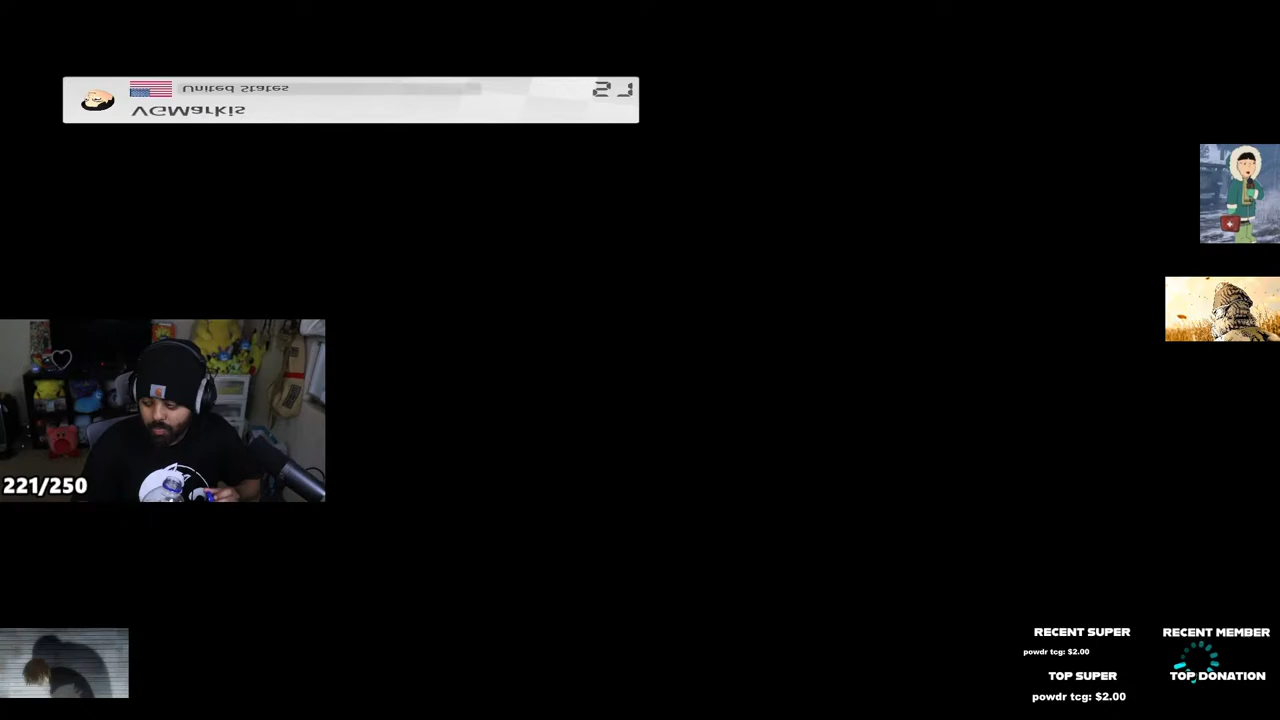 United States
VGMarkis
221/250
RECENT SUPER
powdr tcg: $2.00
TOP SUPER
powdr tcg: $2.00
RECENT MEMBER
TOP DONATION